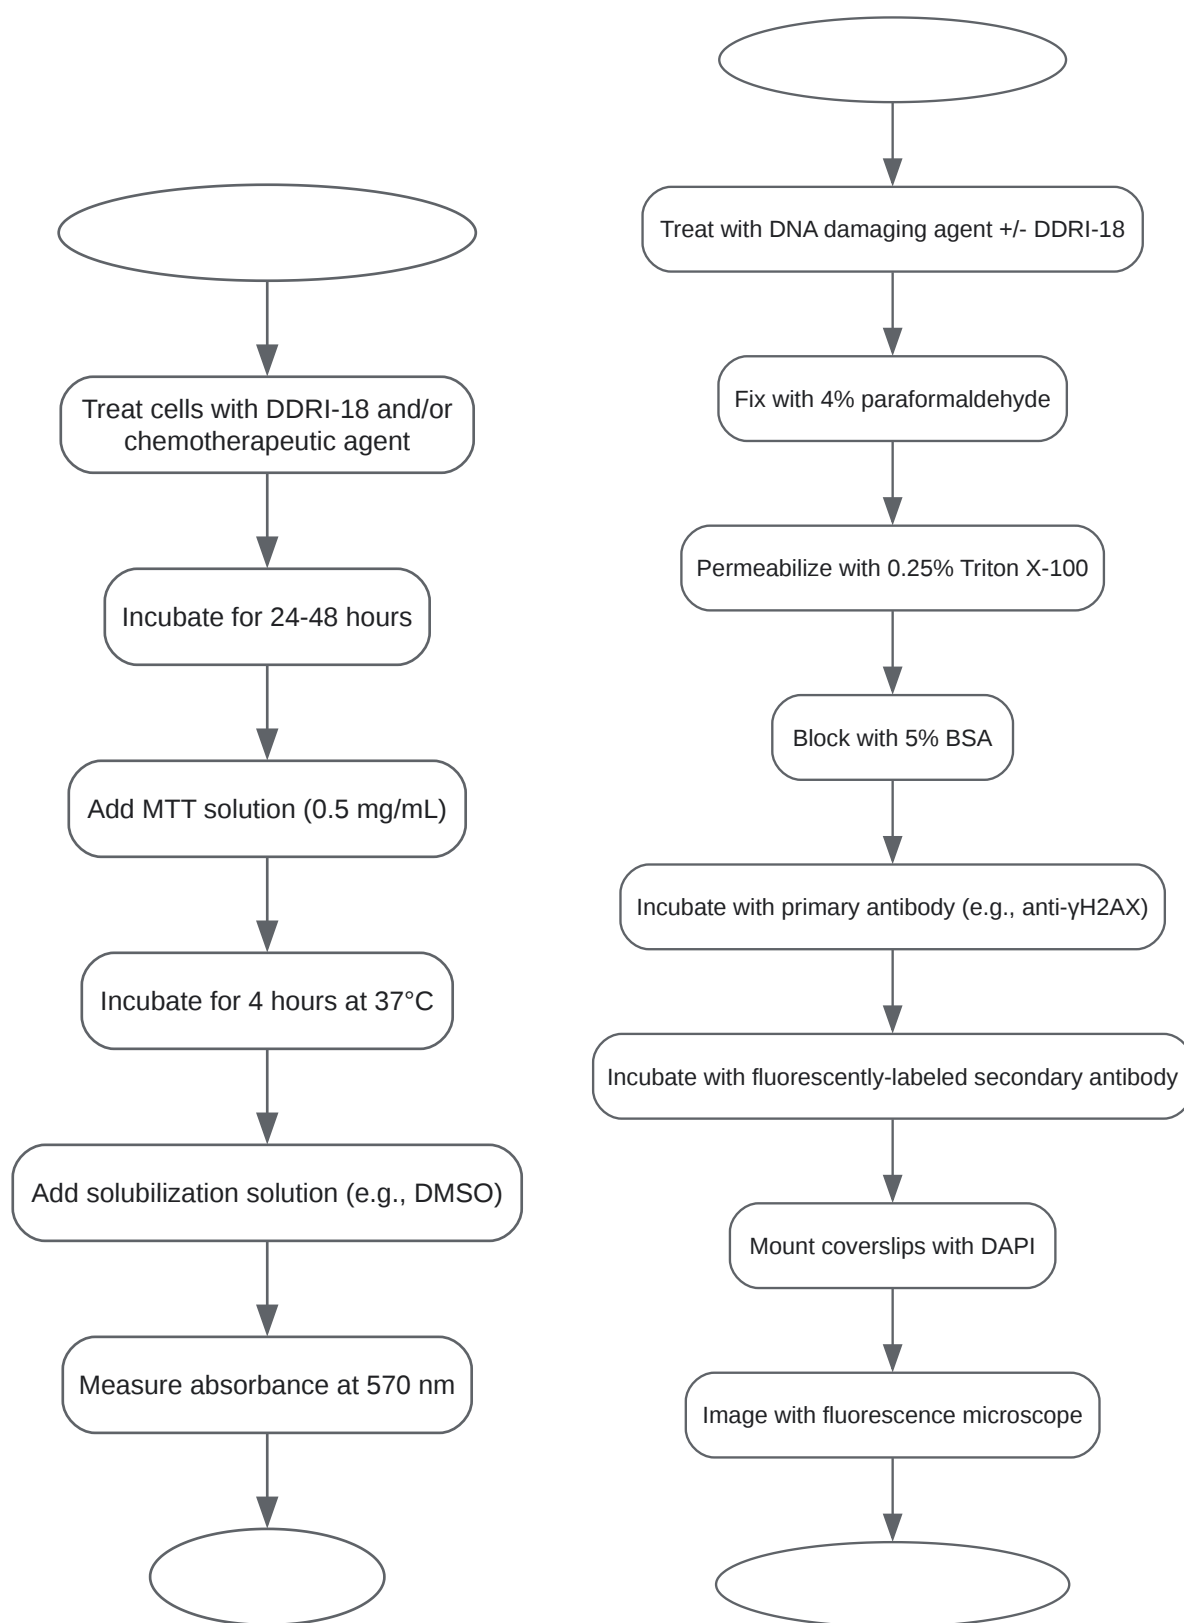 Treat cells with DDRI-18 and/or
chemotherapeutic agent
Incubate for 24-48 hours
Add MTT solution (0.5 mg/mL)
Incubate for 4 hours at 37°C
Add solubilization solution (e.g., DMSO)
Measure absorbance at 570 nm
Treat with DNA damaging agent +/- DDRI-18
Fix with 4% paraformaldehyde
Permeabilize with 0.25% Triton X-100
Block with 5% BSA
Incubate with primary antibody (e.g., anti-γH2AX)
Incubate with fluorescently-labeled secondary antibody
Mount coverslips with DAPI
Image with fluorescence microscope